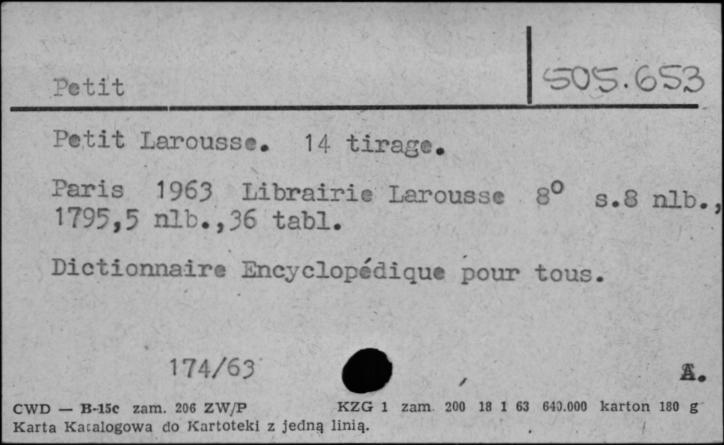 505.653
Petit
Petit Larousse. 14 tirage.
Paris 1963 Librairie Larousse 8° s.8 nlb.,
1795,5 nlb.,36 tabl.
Dictionnaire Encyclopédique pour tous.
174/63 A.
CWD — B-15c zam. 206 ZW/P KZG 1 zam. 200 18 1 63 640.000 karton 180 g
Karta Katalogowa do Kartoteki z jedną linią.